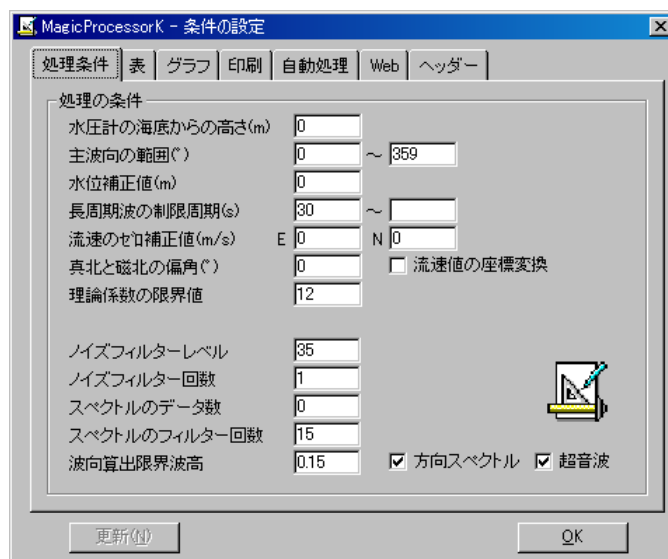 MagicProcessorK - 条件の設定
処理条件 表 グラフ 印刷 自動処理 Web ヘッダー
処理の条件
水圧計の海底からの高さ(m) 0
主波向の範囲(°) 0 ～ 359
水位補正値(m) 0
長周期波の制限周期(s) 30 ～
流速のゼロ補正値(m/s) E 0 N 0
真北と磁北の偏角(°) 0 流速値の座標変換
理論係数の限界値 12
ノイズフィルターレベル 35
ノイズフィルター回数 1
スペクトルのデータ数 0
スペクトルのフィルター回数 15
波向算出限界波高 0.15 方向スペクトル 超音波
更新(N) OK